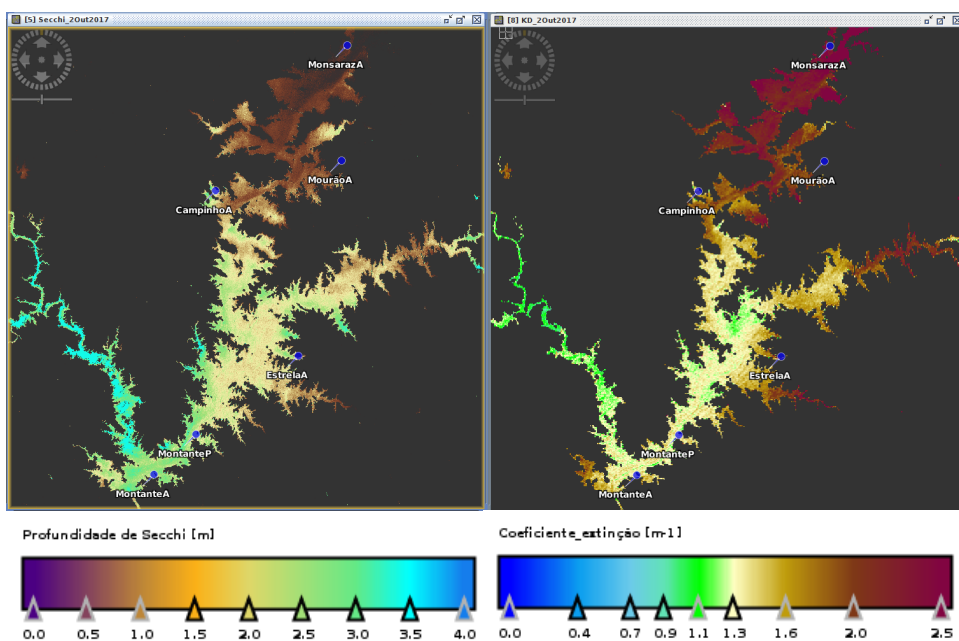 [5] Secchi_2Out2017
MonsarazA
MourãoA
CampinhoA
EstrelaA
MontanteP
MontanteA
[8] KD_2Out2017
MonsarazA
MourãoA
CampinhoA
EstrelaA
MontanteP
MontanteA
Profundidade de Secchi [m]
0.0 0.5 1.0 1.5 2.0 2.5 3.0 3.5 4.0
Coeficiente_extinção [m-1]
0.0 0.4 0.7 0.9 1.1 1.3 1.6 2.0 2.5